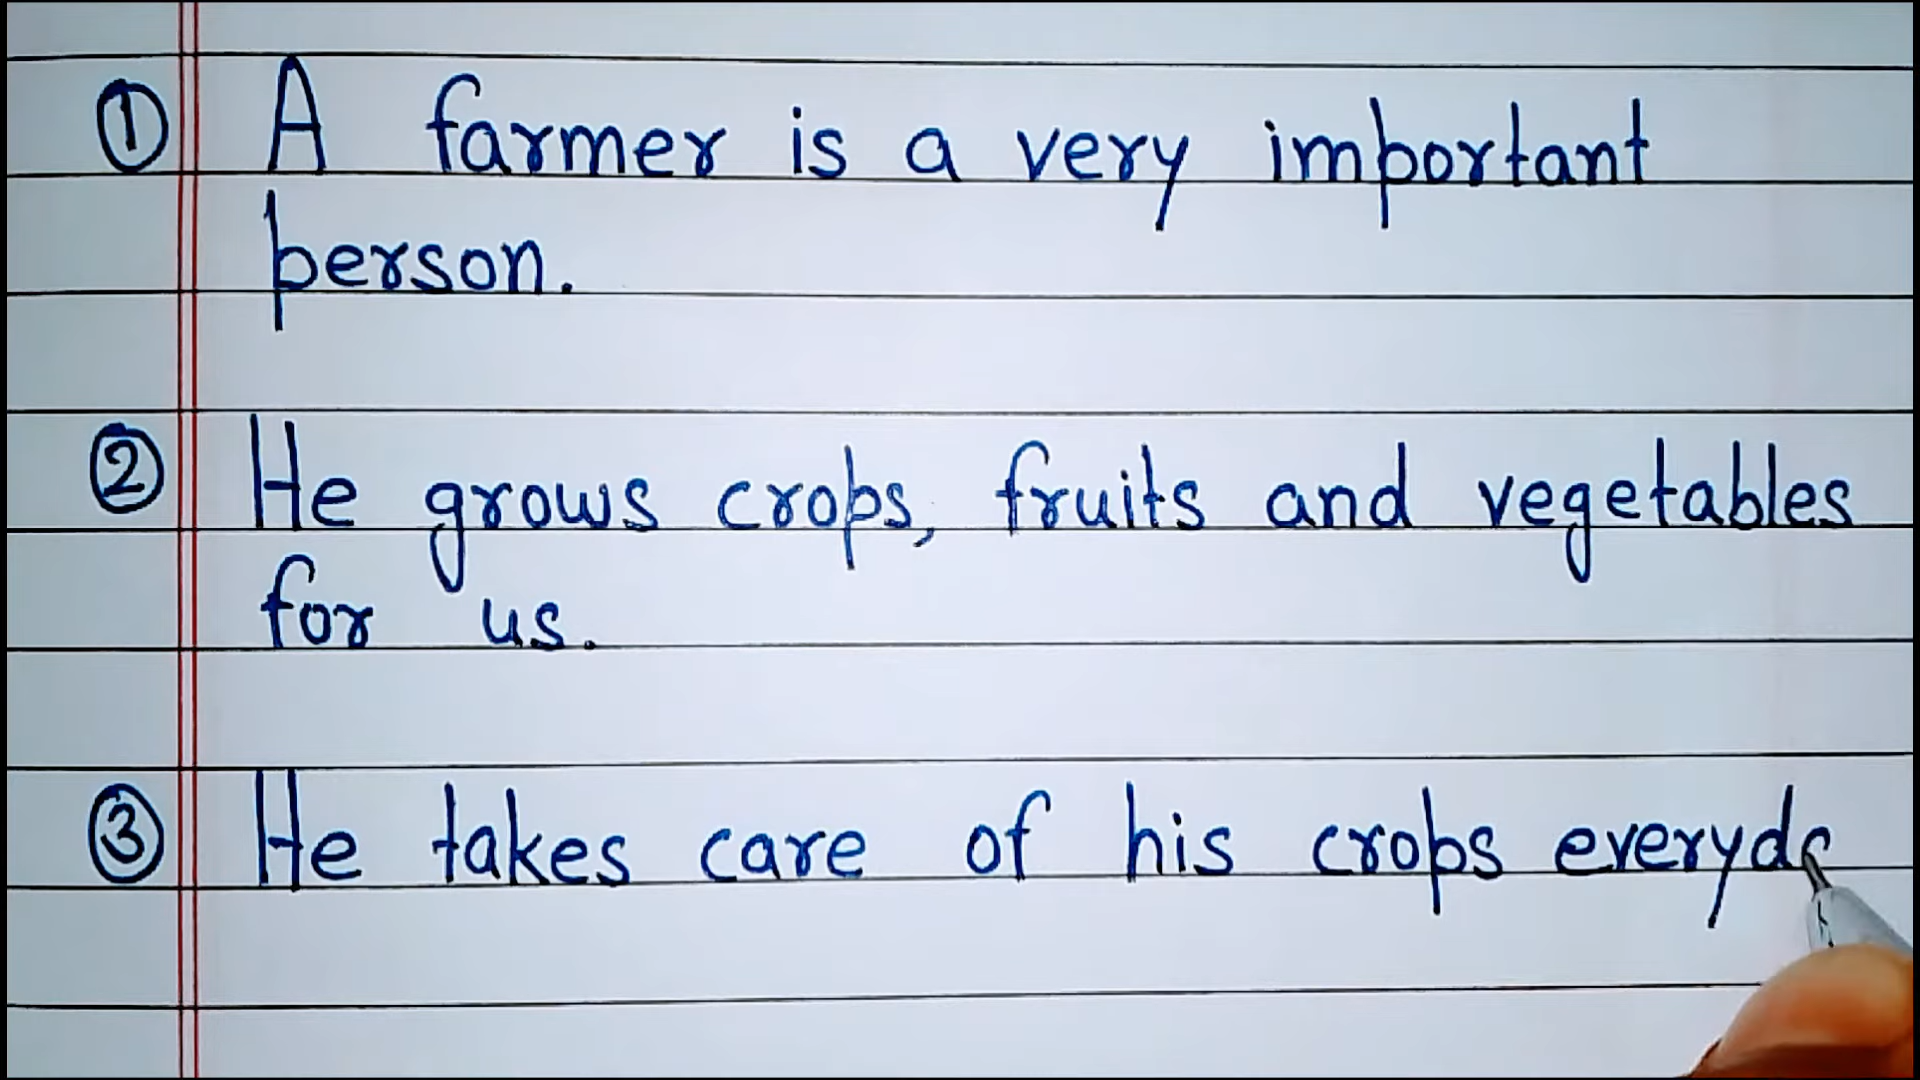 ① A farmer is a very important
person.
② He grows crops, fruits and vegetables
for us.
③ He takes care of his crops everyda